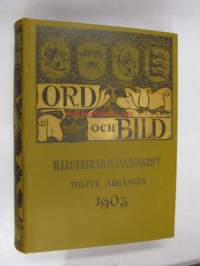 ORD
OCH
BILD
ILLUSTRERAD MÅNADSSKRIFT
TOLFTE ÅRGÅNGEN
1903